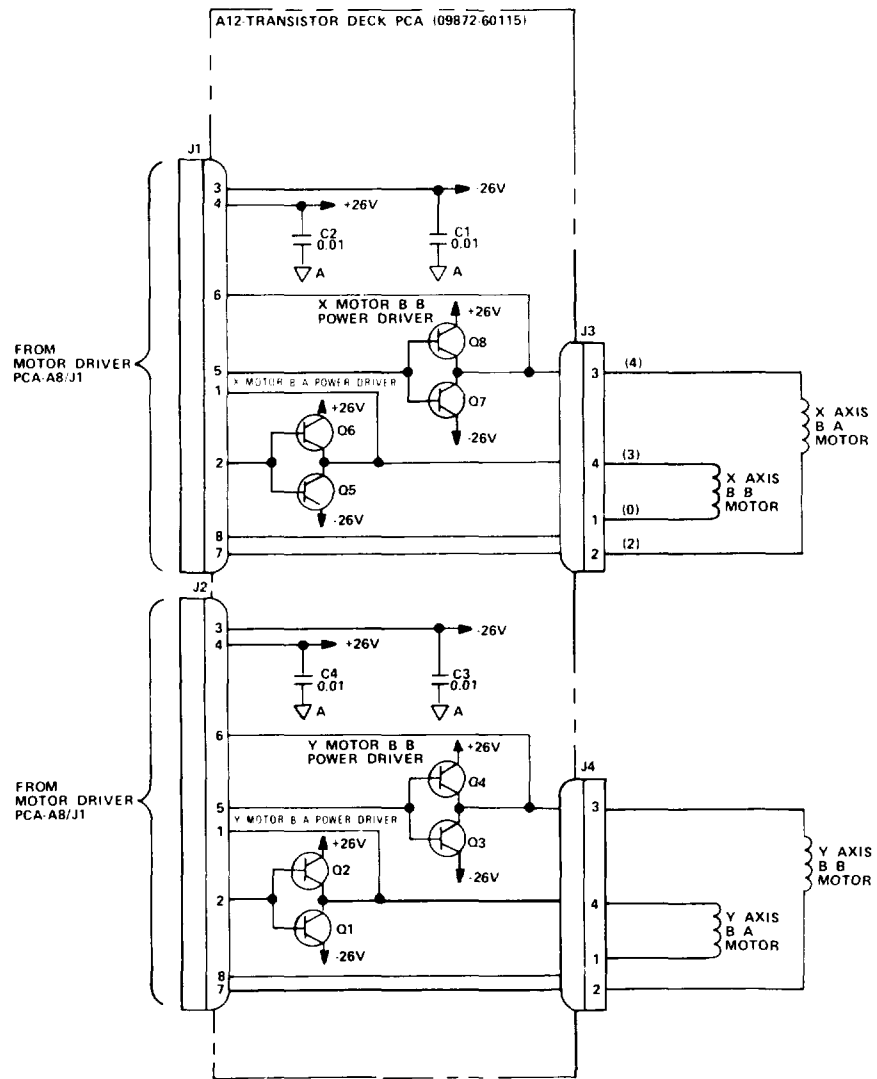 A12-TRANSISTOR DECK PCA (09872-60115)
J1
3
-26V
4
+26V
C2
0.01
C1
0.01
A
A
6
X MOTOR B B
POWER DRIVER
+26V
Q8
J3
FROM
MOTOR DRIVER
PCA-A8/J1
5
3
(4)
X MOTOR B A POWER DRIVER
1
Q7
+26V
-26V
X AXIS
B A
MOTOR
Q6
2
4
(3)
X AXIS
B B
MOTOR
Q5
1
(0)
-26V
8
7
2
(2)
J2
3
-26V
4
+26V
C4
0.01
C3
0.01
A
A
6
Y MOTOR B B
POWER DRIVER
+26V
Q4
J4
FROM
MOTOR DRIVER
PCA-A8/J1
5
3
Y MOTOR B A POWER DRIVER
1
Q3
+26V
-26V
Y AXIS
B B
MOTOR
Q2
2
4
Y AXIS
B A
MOTOR
Q1
1
-26V
8
7
2